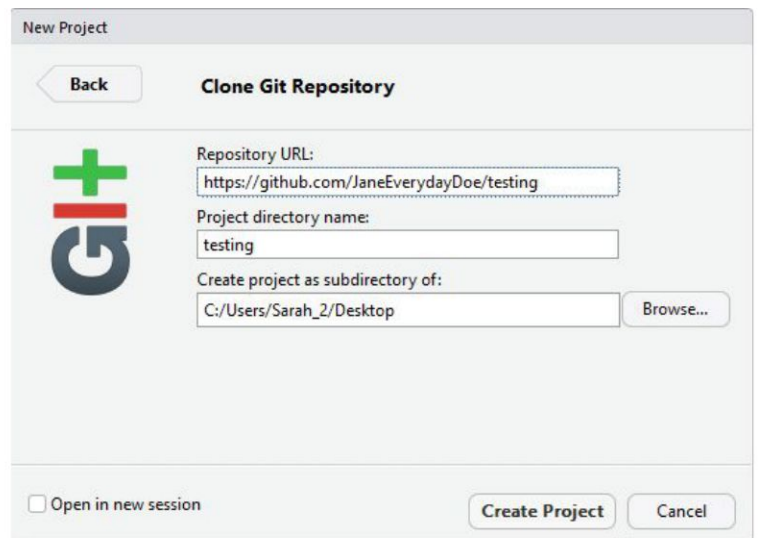 New Project
Back
Clone Git Repository
GIt
Repository URL:
https://github.com/JaneEverydayDoe/testing
Project directory name:
testing
Create project as subdirectory of:
C:/Users/Sarah_2/Desktop
Browse...
Open in new session
Create Project
Cancel